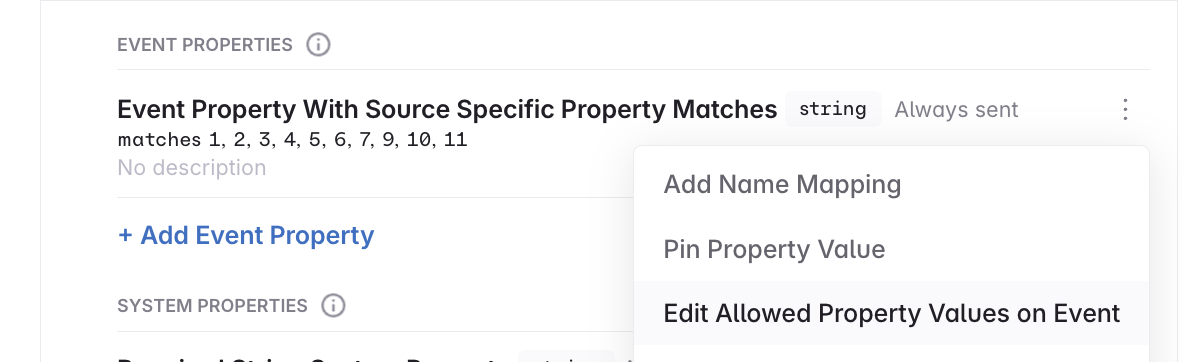 EVENT PROPERTIES
Event Property With Source Specific Property Matches string Always sent
matches 1, 2, 3, 4, 5, 6, 7, 9, 10, 11
No description
Add Name Mapping
+ Add Event Property
Pin Property Value
SYSTEM PROPERTIES
Edit Allowed Property Values on Event